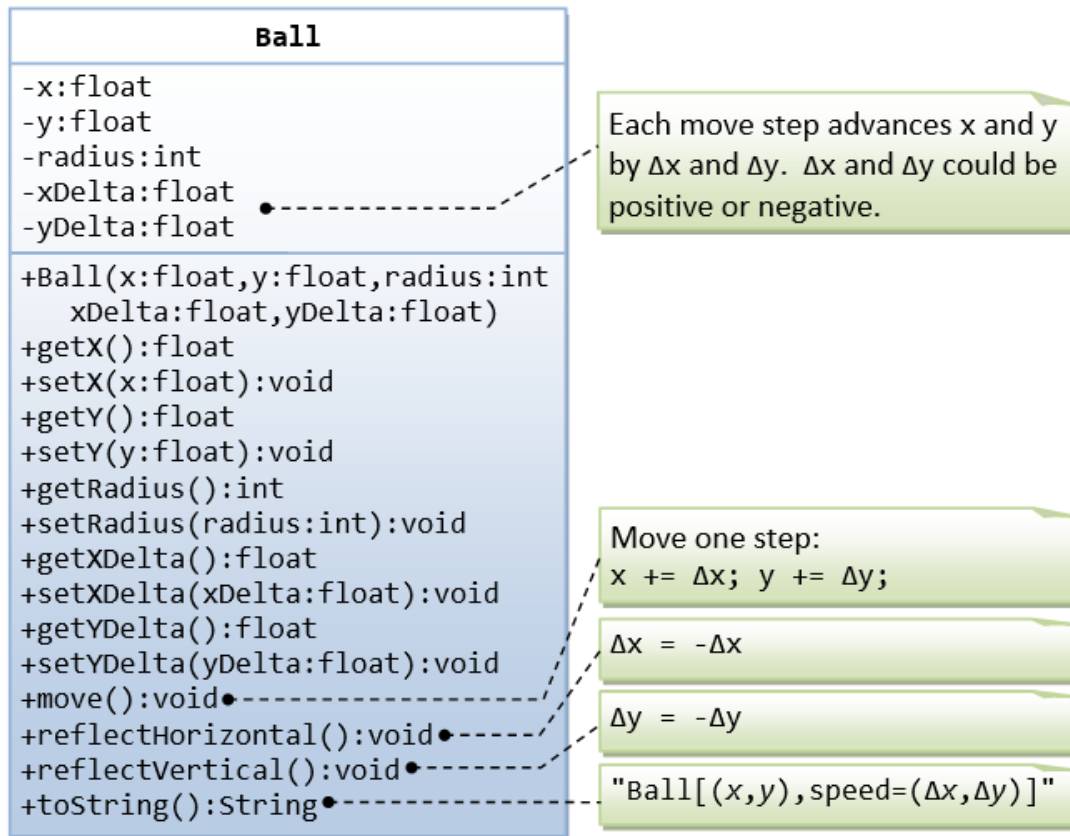 Ball
-x:float
-y:float
-radius:int
-xDelta:float
-yDelta:float
Each move step advances x and y
by Δx and Δy. Δx and Δy could be
positive or negative.
+Ball(x:float,y:float,radius:int
xDelta:float,yDelta:float)
+getX():float
+setX(x:float):void
+getY():float
+setY(y:float):void
+getRadius():int
+setRadius(radius:int):void
+getXDelta():float
+setXDelta(xDelta:float):void
+getYDelta():float
+setYDelta(yDelta:float):void
+move():void
+reflectHorizontal():void
+reflectVertical():void
+toString():String
Move one step:
x += Δx; y += Δy;
Δx = -Δx
Δy = -Δy
"Ball[(x,y),speed=(Δx,Δy)]"